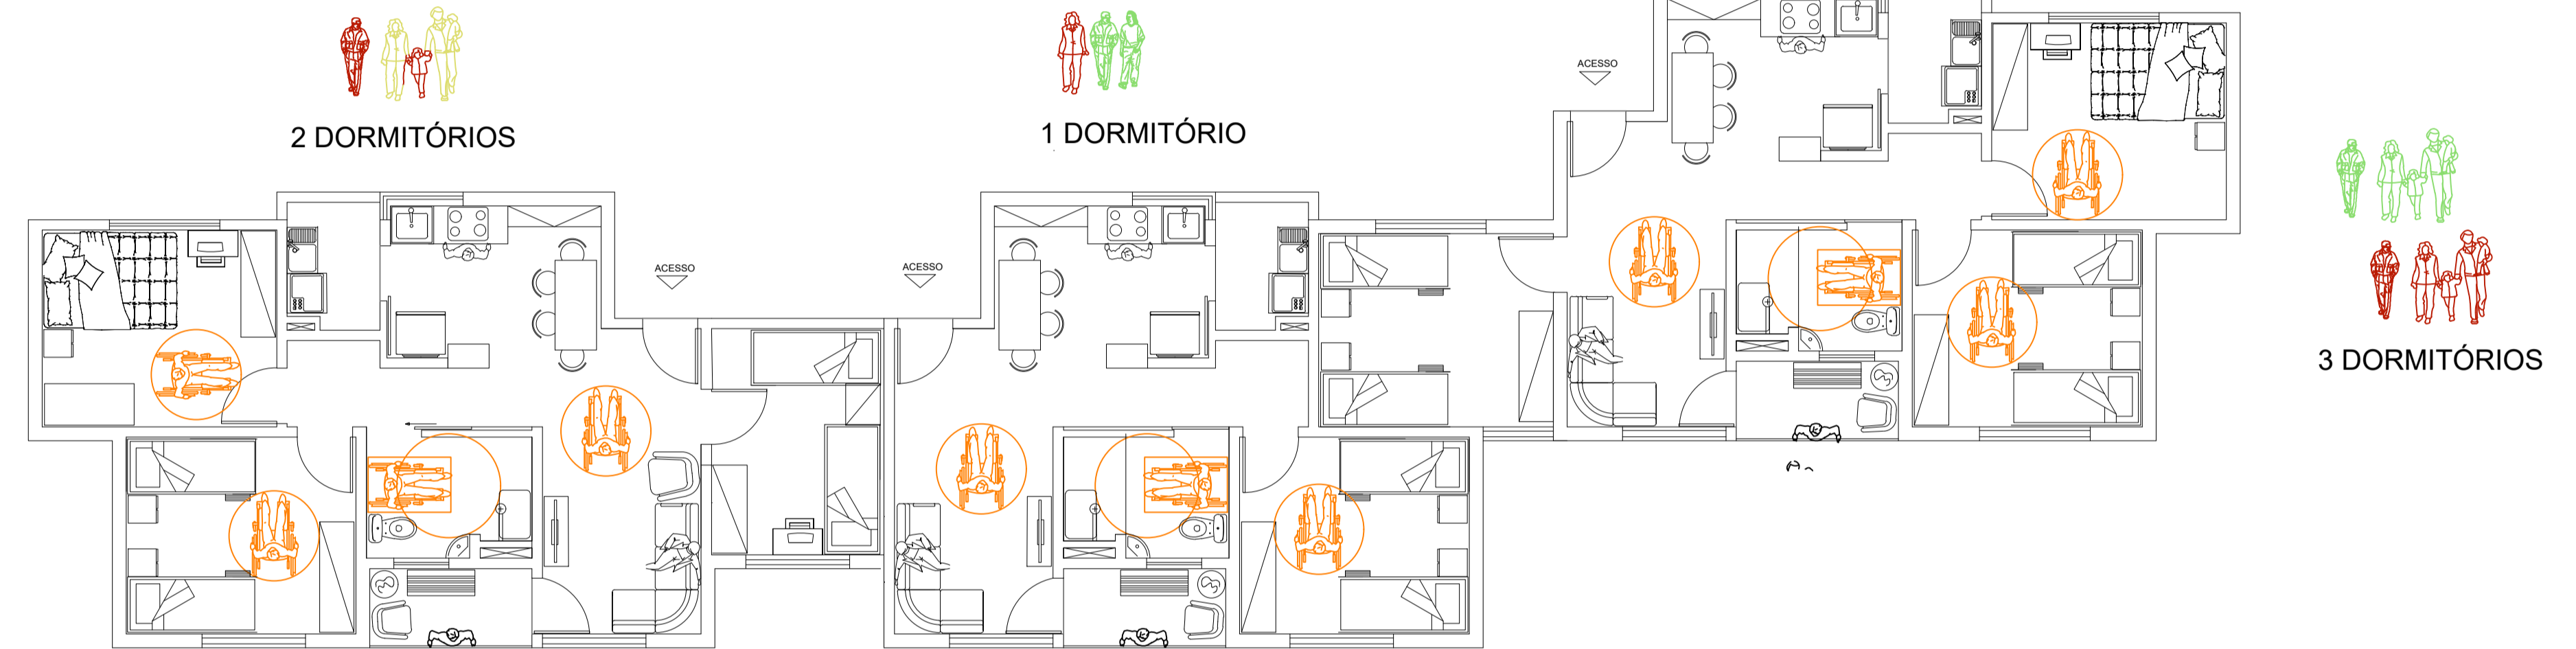 2 DORMITÓRIOS
1 DORMITÓRIO
ACESSO
ACESSO
ACESSO
3 DORMITÓRIOS